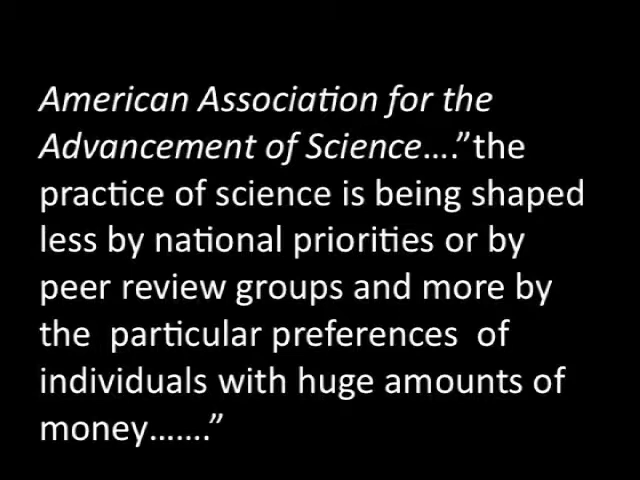 American Association for the
Advancement of Science….”the
practice of science is being shaped
less by national priorities or by
peer review groups and more by
the  particular preferences  of
individuals with huge amounts of
money…….”